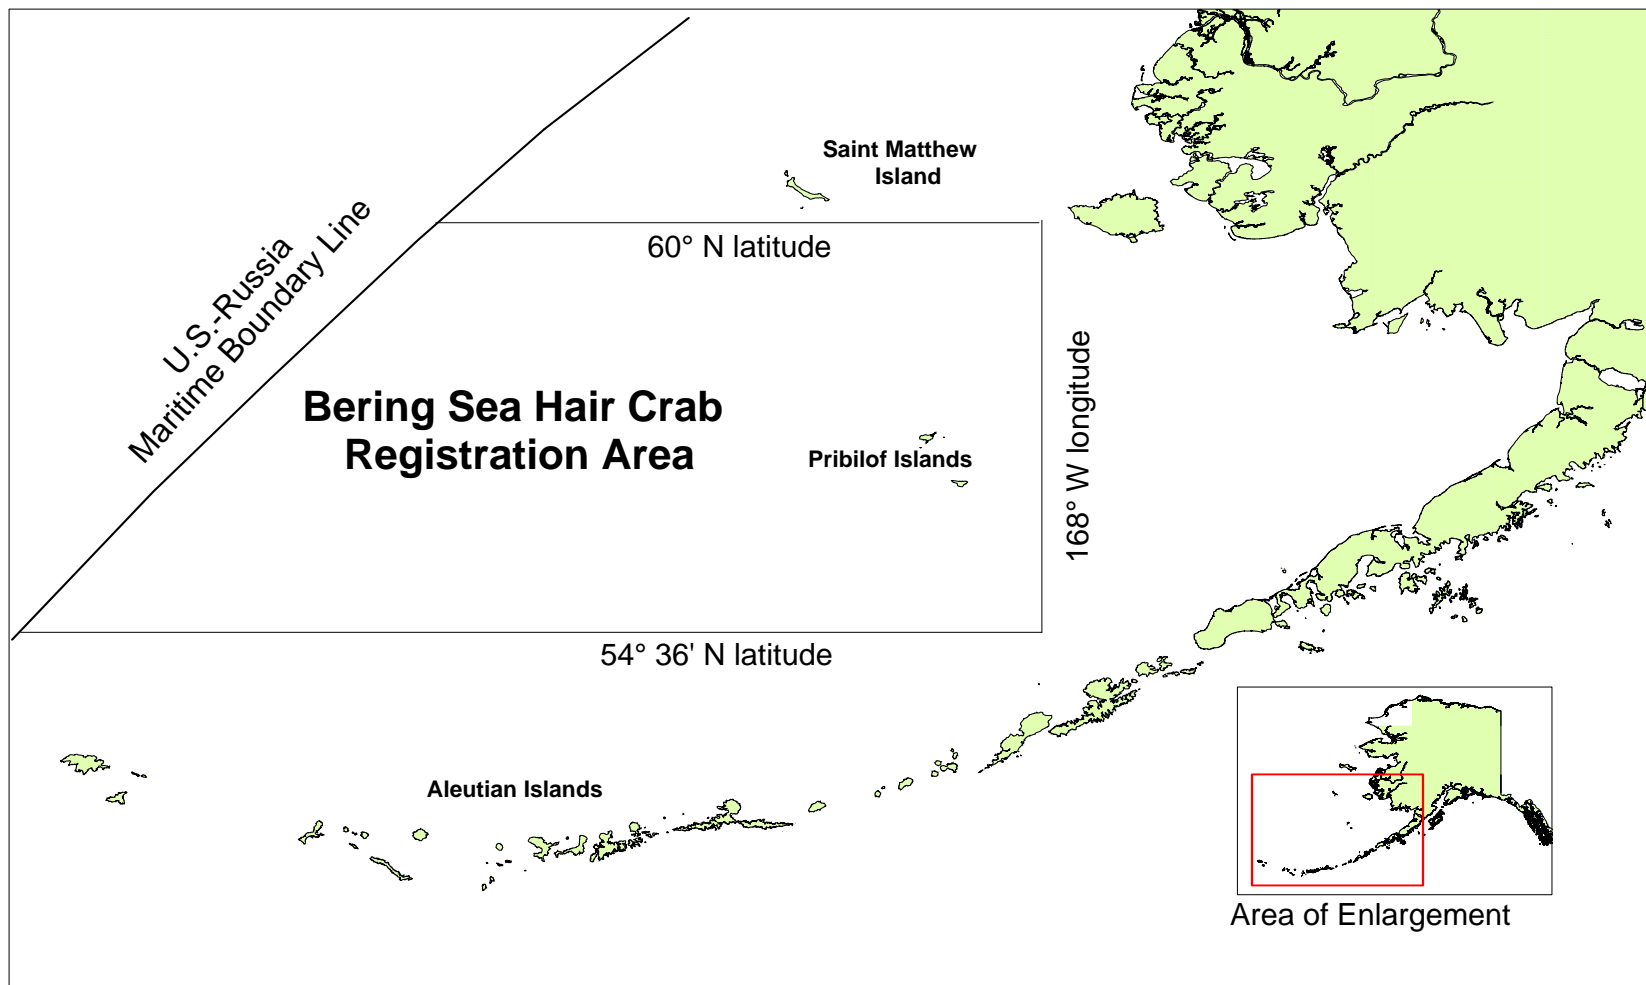 Saint Matthew
Island
60° N latitude
U.S.-Russia
Maritime Boundary Line
Bering Sea Hair Crab
Registration Area
Pribilof Islands
168° W longitude
54° 36' N latitude
Aleutian Islands
Area of Enlargement